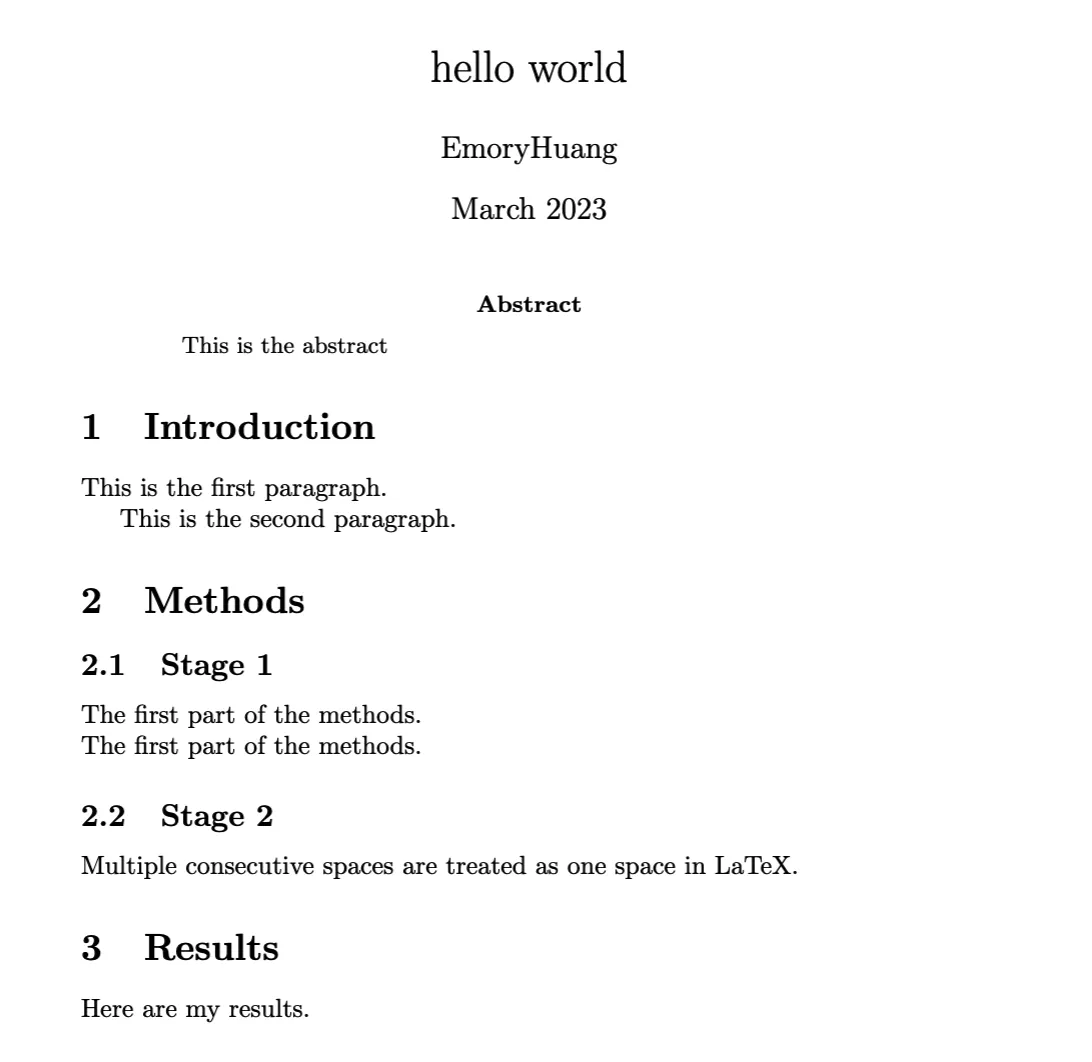 hello world
EmoryHuang
March 2023
Abstract
This is the abstract
1 Introduction
This is the first paragraph.
This is the second paragraph.
2 Methods
2.1 Stage 1
The first part of the methods.
The first part of the methods.
2.2 Stage 2
Multiple consecutive spaces are treated as one space in LaTeX.
3 Results
Here are my results.